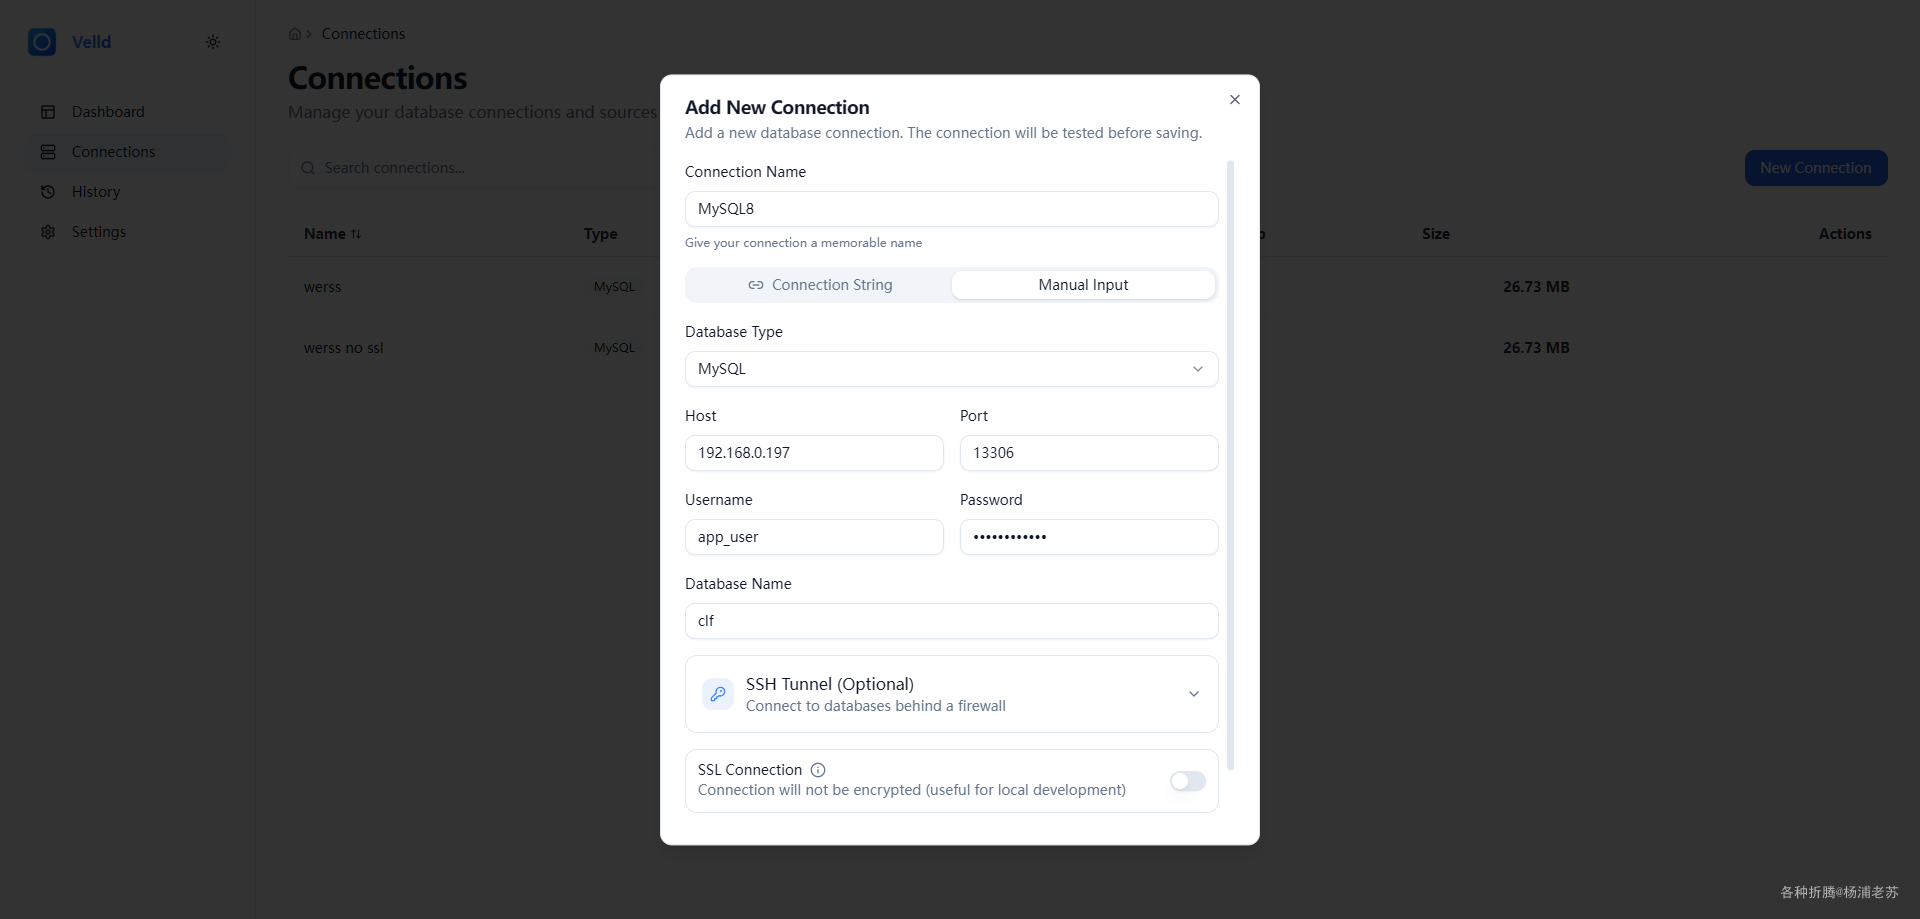 Velld
Dashboard
Connections
History
Settings
Connections
Connections
Manage your database connections and sources
Search connections...
New Connection
Name
Type
Size
Actions
werss
MySQL
26.73 MB
werss no ssl
MySQL
26.73 MB
Add New Connection
Add a new database connection. The connection will be tested before saving.
Connection Name
MySQL8
Give your connection a memorable name
Connection String
Manual Input
Database Type
MySQL
Host
Port
192.168.0.197
13306
Username
Password
app_user
••••••••••••
Database Name
clf
SSH Tunnel (Optional)
Connect to databases behind a firewall
SSL Connection
Connection will not be encrypted (useful for local development)
各种折腾@杨浦老苏